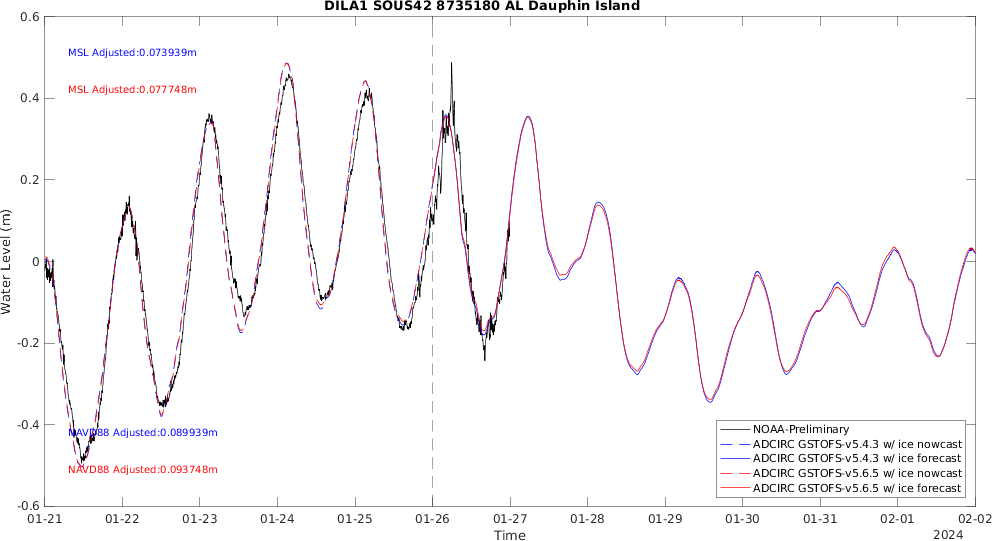 DILA1 SOUS42 8735180 AL Dauphin Island
0.6
0.4
0.2
0
-0.2
-0.4
-0.6
Water Level (m)
MSL Adjusted:0.073939m
MSL Adjusted:0.077748m
NAVD88 Adjusted:0.089939m
NAVD88 Adjusted:0.093748m
NOAA-Preliminary
ADCIRC GSTOFS-v5.4.3 w/ ice nowcast
ADCIRC GSTOFS-v5.4.3 w/ ice forecast
ADCIRC GSTOFS-v5.6.5 w/ ice nowcast
ADCIRC GSTOFS-v5.6.5 w/ ice forecast
01-21 01-22 01-23 01-24 01-25 01-26 01-27 01-28 01-29 01-30 01-31 02-01 02-02
Time
2024